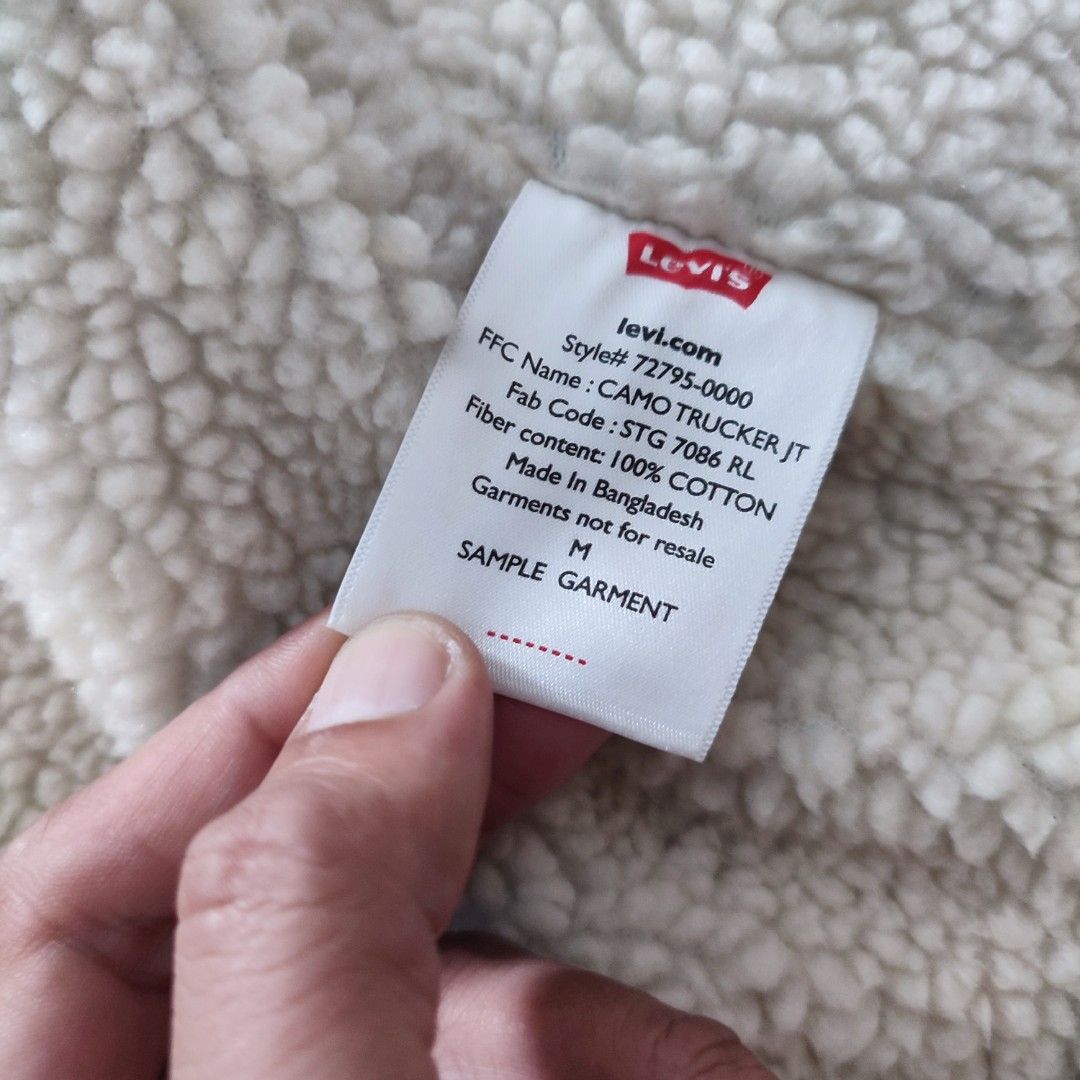 Levi's
levi.com
Style# 72795-0000
FFC Name : CAMO TRUCKER JT
Fab Code : STG 7086 RL
Fiber content: 100% COTTON
Made In Bangladesh
Garments not for resale
M
SAMPLE GARMENT